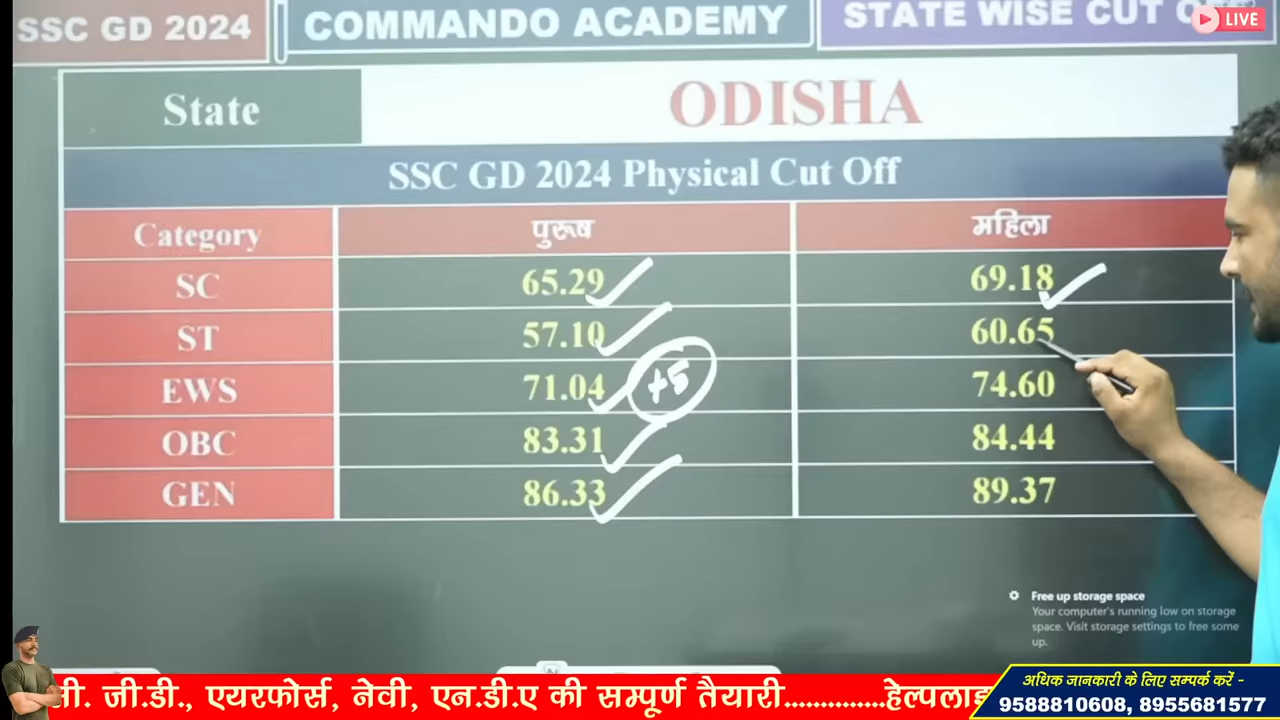 SSC GD 2024
COMMANDO ACADEMY
STATE WISE CUT
LIVE
State ODISHA
SSC GD 2024 Physical Cut Off
Category पुरूष महिला
SC 65.29 69.18
ST 57.10 60.65
EWS 71.04 +5 74.60
OBC 83.31 84.44
GEN 86.33 89.37
Free up storage space
Your computer's running low on storage
space. Visit storage settings to free some
up.
जी.डी., एयरफोर्स, नेवी, एन.डी.ए की सम्पूर्ण तैयारी..............हेल्पलाइ
अधिक जानकारी के लिए सम्पर्क करें -
9588810608, 8955681577